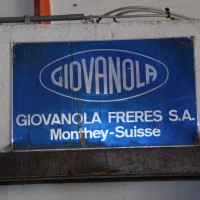 GIOVANOLA
GIOVANOLA FRERES S.A.
Monthey-Suisse